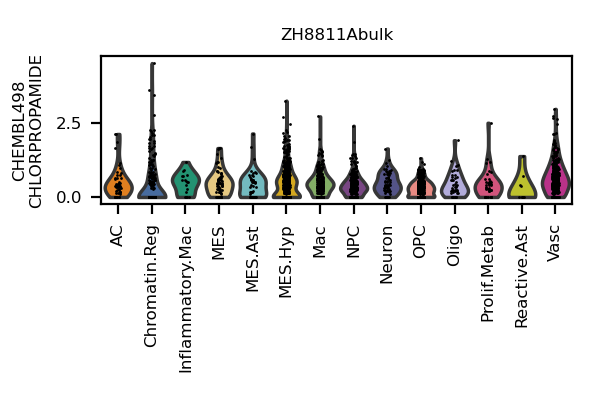 ZH8811Abulk
CHEMBL498
CHLORPROPAMIDE
2.5
0.0
AC
Chromatin.Reg
Inflammatory.Mac
MES
MES.Ast
MES.Hyp
Mac
NPC
Neuron
OPC
Oligo
Prolif.Metab
Reactive.Ast
Vasc